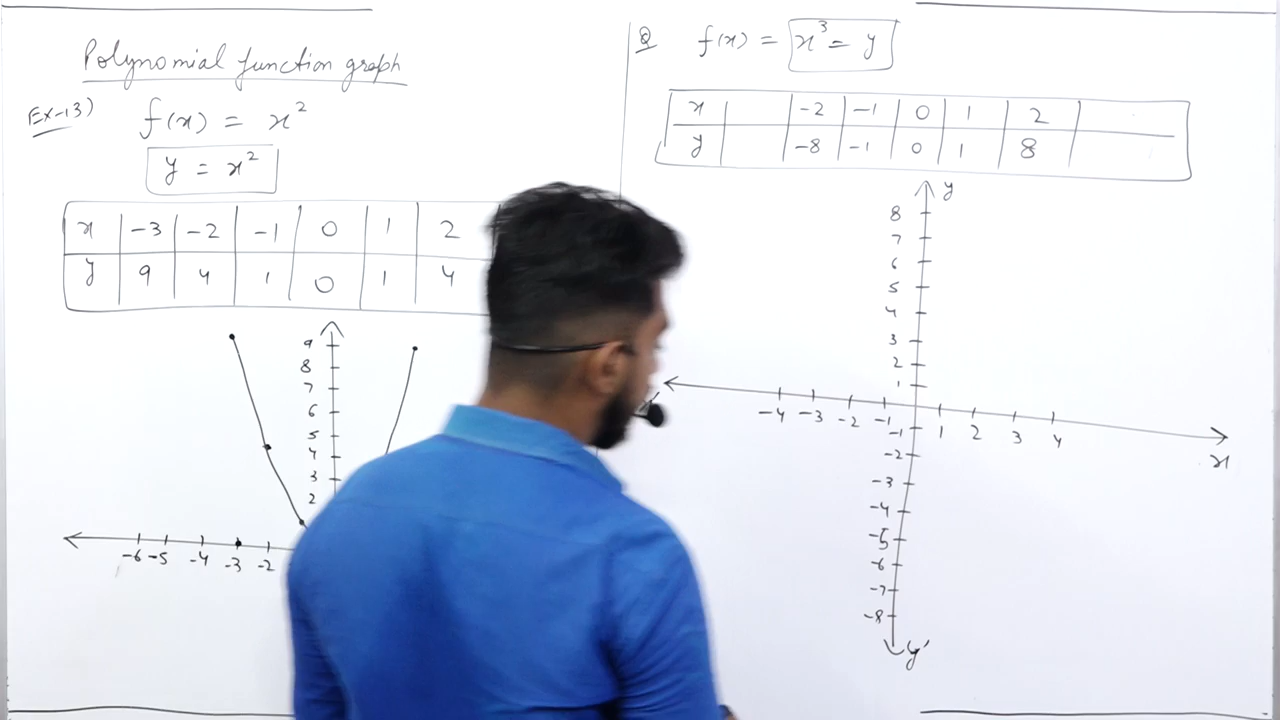 Polynomial function graph
Ex-13) f(x) = x²
y = x²
x -3 -2 -1 0 1 2
y 9 4 1 0 1 4
9
8
7
6
5
4
3
2
-6 -5 -4 -3 -2
Q f(x) = x³ = y
x -2 -1 0 1 2
y -8 -1 0 1 8
y
8
7
6
5
4
3
2
1
-4 -3 -2 -1 1 2 3 4
x
-1
-2
-3
-4
-5
-6
-7
-8
y'